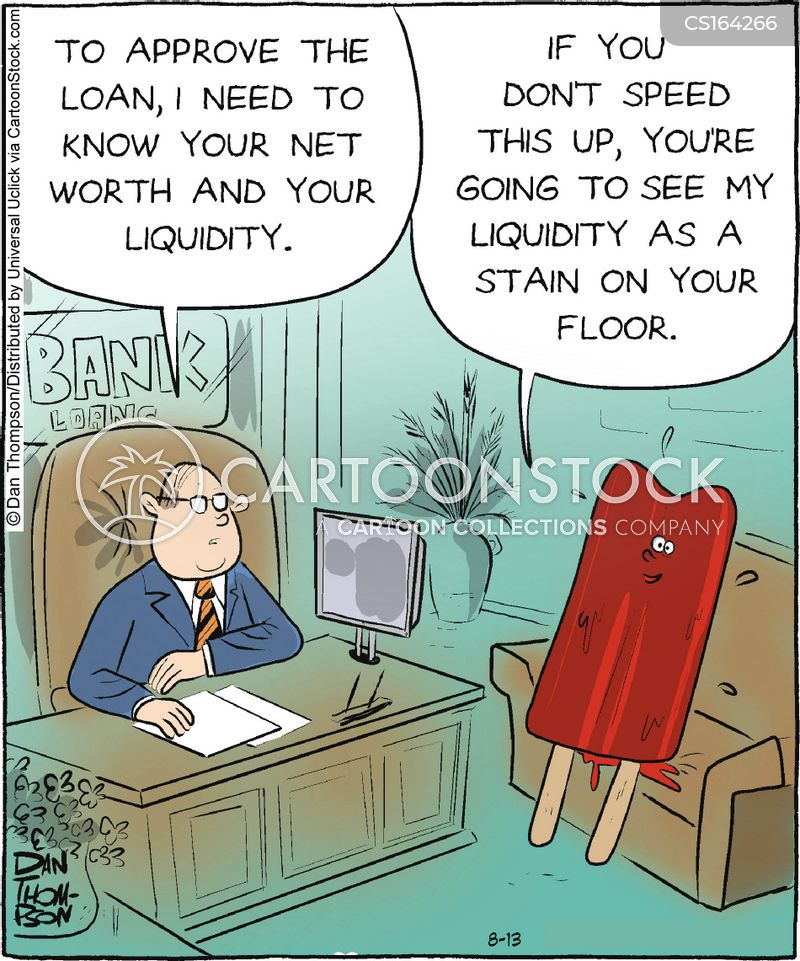 CS164266
TO APPROVE THE
LOAN, I NEED TO
KNOW YOUR NET
WORTH AND YOUR
LIQUIDITY.
IF YOU
DON'T SPEED
THIS UP, YOU'RE
GOING TO SEE MY
LIQUIDITY AS A
STAIN ON YOUR
FLOOR.
©Dan Thompson/Distributed by Universal Uclick via CartoonStock.com
BANK
LOANS
CARTOONSTOCK
A CARTOON COLLECTIONS COMPANY
DAN
THOM-
PSON
8-13